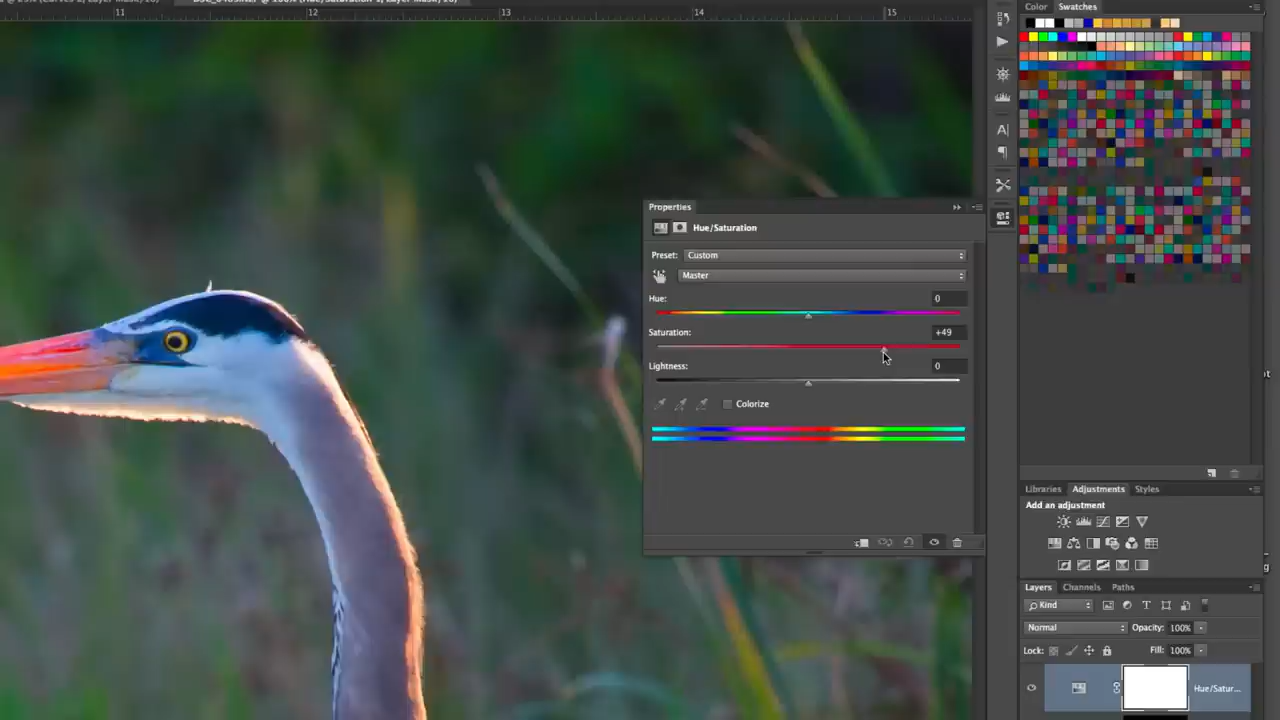 11
12
13
14
15
Color
Swatches
Properties
Hue/Saturation
Preset:
Custom
Master
Hue:
0
Saturation:
+49
Lightness:
0
Colorize
Libraries
Adjustments
Styles
Add an adjustment
Layers
Channels
Paths
Kind
Normal
Opacity:
100%
Lock:
Fill:
100%
Hue/Satur...